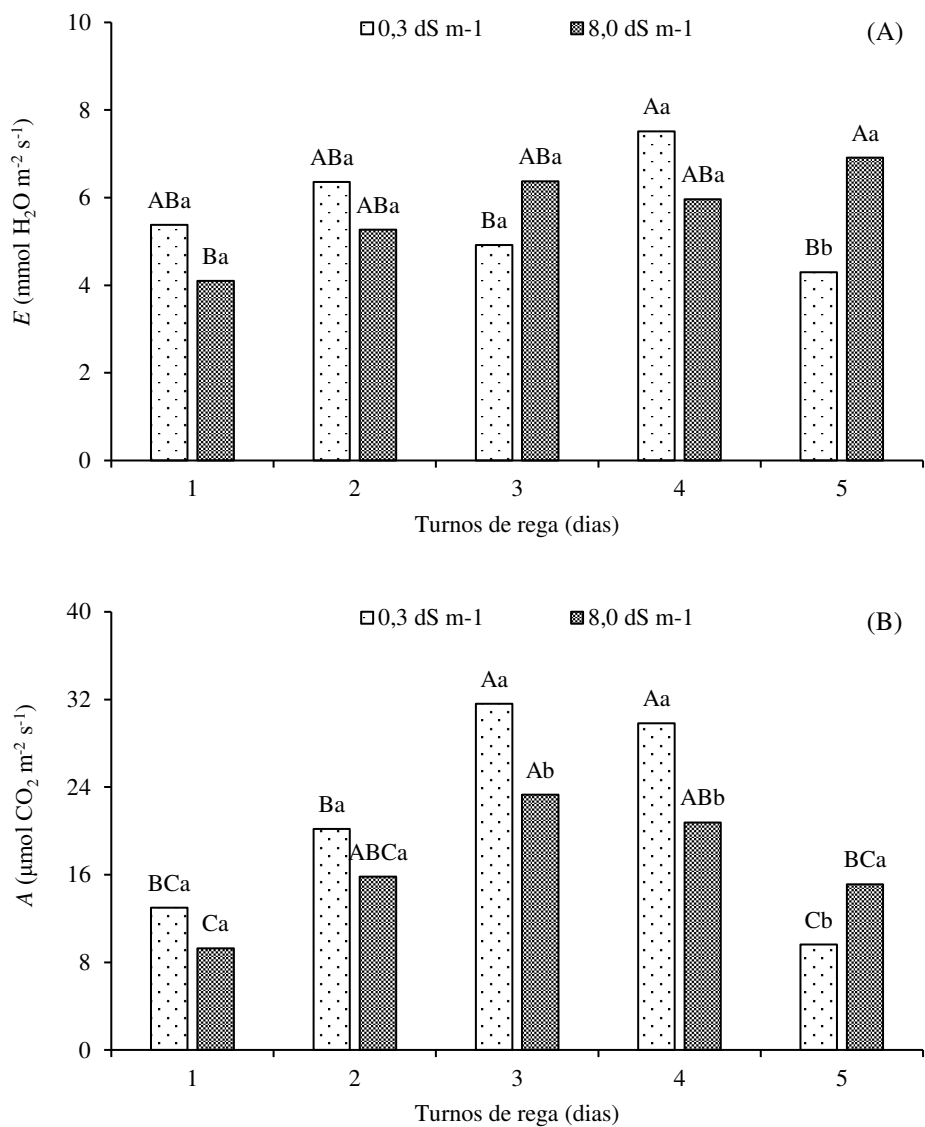 0,3 dS m-1 8,0 dS m-1 (A)
10
8
6
4
2
0
E (mmol H₂O m⁻² s⁻¹)
ABa Ba ABa ABa Ba ABa Aa ABa Bb Aa
1 2 3 4 5
Turnos de rega (dias)
0,3 dS m-1 8,0 dS m-1 (B)
40
32
24
16
8
0
A (μmol CO₂ m⁻² s⁻¹)
BCa Ca Ba ABCa Aa Ab Aa ABb Cb BCa
1 2 3 4 5
Turnos de rega (dias)